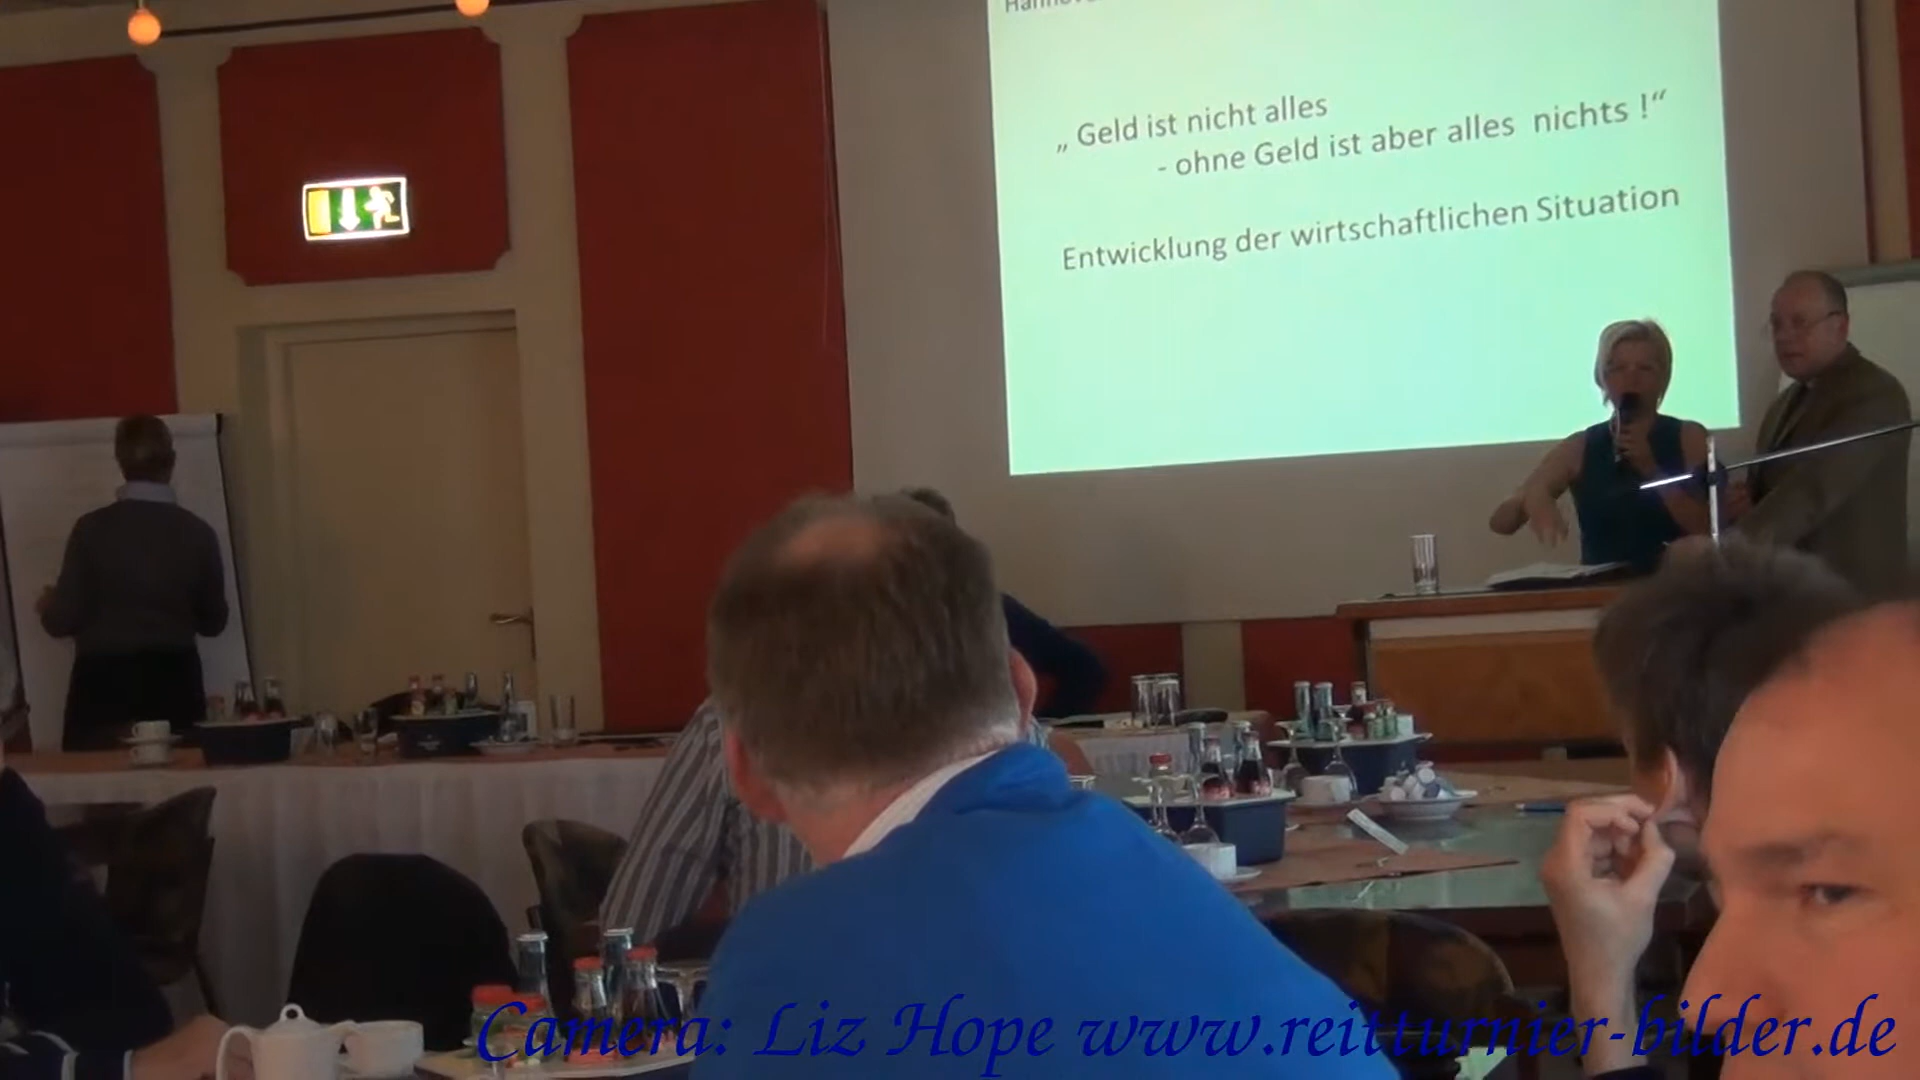 „ Geld ist nicht alles
- ohne Geld ist aber alles nichts !“
Entwicklung der wirtschaftlichen Situation
Camera: Liz Hope www.reitturnier-bilder.de